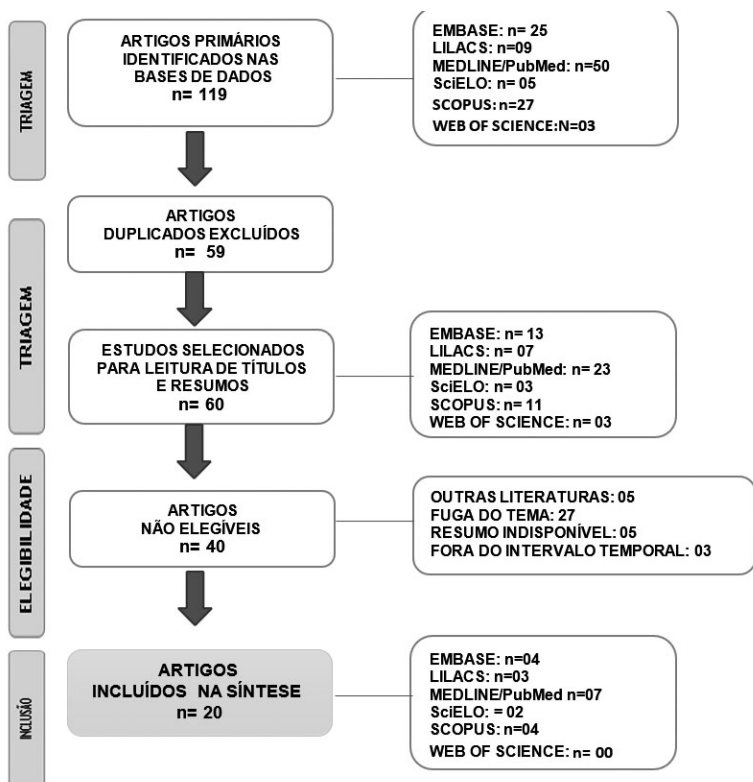 TRIAGEM
ARTIGOS PRIMÁRIOS
IDENTIFICADOS NAS
BASES DE DADOS
n= 119
EMBASE: n= 25
LILACS: n=09
MEDLINE/PubMed: n=50
SciELO: n= 05
SCOPUS: n=27
WEB OF SCIENCE:N=03
TRIAGEM
ARTIGOS
DUPLICADOS EXCLUÍDOS
n= 59
ESTUDOS SELECIONADOS
PARA LEITURA DE TÍTULOS
E RESUMOS
n= 60
EMBASE: n= 13
LILACS: n= 07
MEDLINE/PubMed: n= 23
SciELO: n= 03
SCOPUS: n= 11
WEB OF SCIENCE: n= 03
ELEGIBILIDADE
ARTIGOS
NÃO ELEGÍVEIS
n= 40
OUTRAS LITERATURAS: 05
FUGA DO TEMA: 27
RESUMO INDISPONÍVEL: 05
FORA DO INTERVALO TEMPORAL: 03
INCLUSÃO
ARTIGOS
INCLUÍDOS NA SÍNTESE
n= 20
EMBASE: n=04
LILACS: n=03
MEDLINE/PubMed n=07
SciELO: = 02
SCOPUS: n=04
WEB OF SCIENCE: n= 00